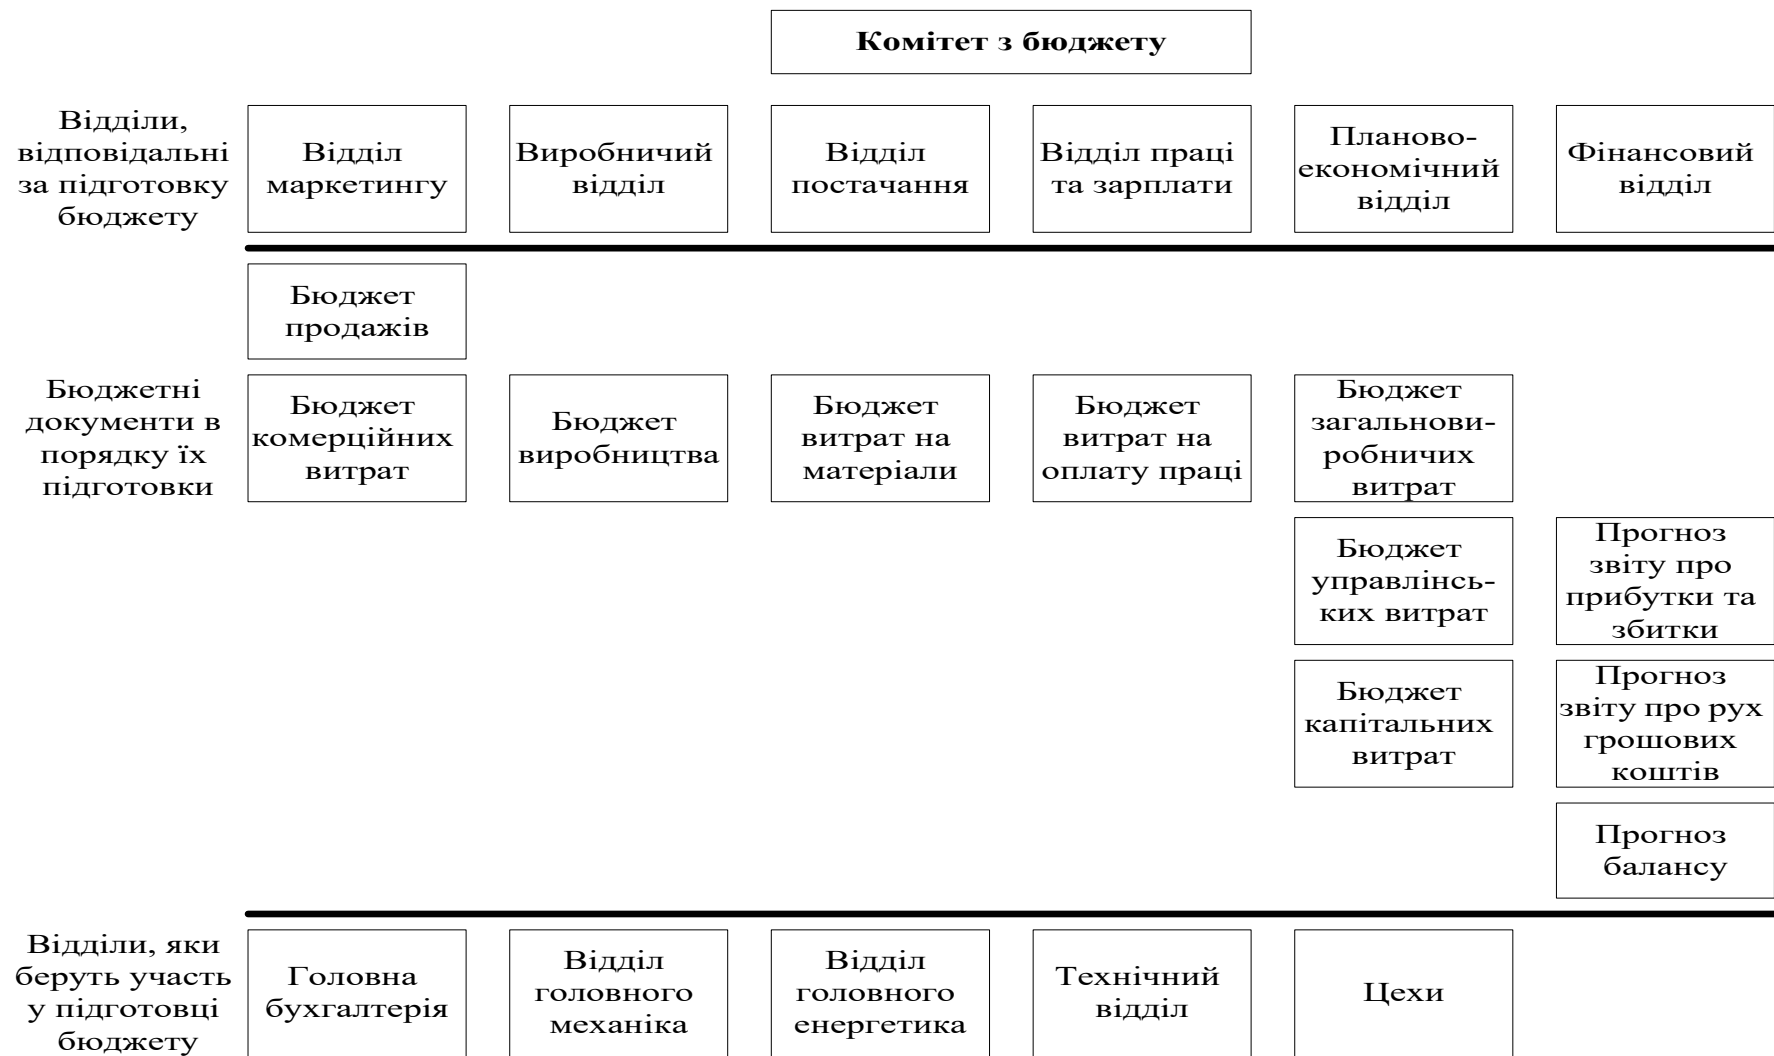 Комітет з бюджету
Відділи,
відповідальні
за підготовку
бюджету
Відділ
маркетингу
Виробничий
відділ
Відділ
постачання
Відділ праці
та зарплати
Планово-
економічний
відділ
Фінансовий
відділ
Бюджет
продажів
Бюджетні
документи в
порядку їх
підготовки
Бюджет
комерційних
витрат
Бюджет
виробництва
Бюджет
витрат на
матеріали
Бюджет
витрат на
оплату праці
Бюджет
загальнови-
робничих
витрат
Бюджет
управлінсь-
ких витрат
Прогноз
звіту про
прибутки та
збитки
Бюджет
капітальних
витрат
Прогноз
звіту про рух
грошових
коштів
Прогноз
балансу
Відділи, яки
беруть участь
у підготовці
бюджету
Головна
бухгалтерія
Відділ
головного
механіка
Відділ
головного
енергетика
Технічний
відділ
Цехи